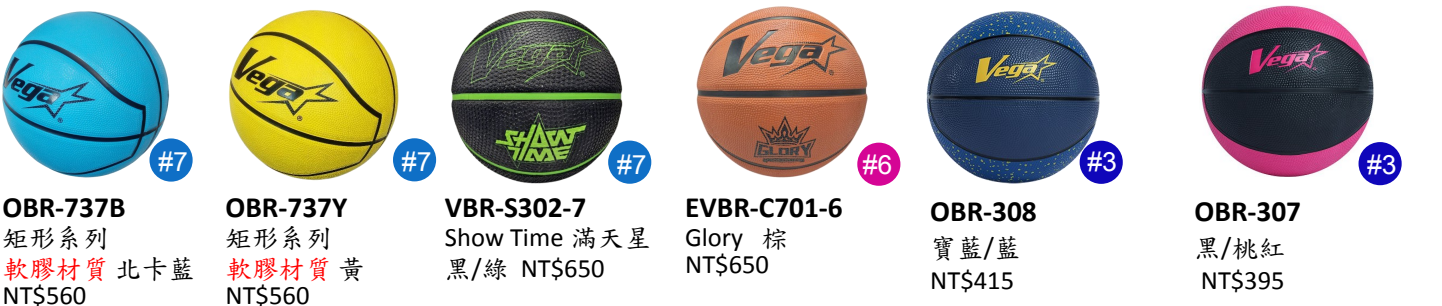 Vega
#7
OBR-737B
矩形系列
軟膠材質 北卡藍
NT$560
Vega
#7
OBR-737Y
矩形系列
軟膠材質 黃
NT$560
Vega
SHOW
TIME
#7
VBR-S302-7
Show Time 滿天星
黑/綠 NT$650
Vega
GLORY
#6
EVBR-C701-6
Glory 棕
NT$650
Vega
#3
OBR-308
寶藍/藍
NT$415
Vega
#3
OBR-307
黑/桃紅
NT$395